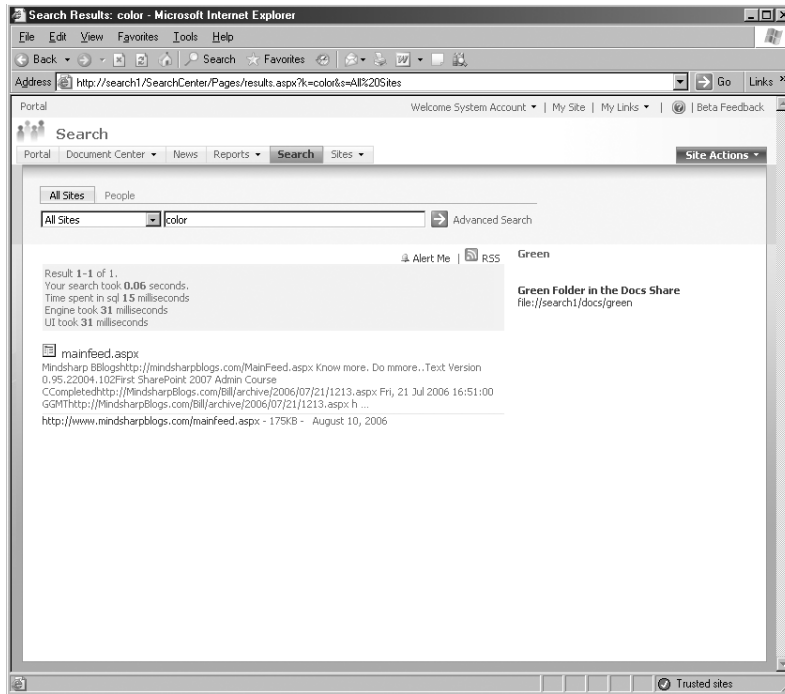 Search Results: color - Microsoft Internet Explorer
File Edit View Favorites Tools Help
Back Search Favorites
Address http://search1/SearchCenter/Pages/results.aspx?k=color&s=All%20Sites Go Links »
Portal Welcome System Account | My Site | My Links | | Beta Feedback
Search
Portal Document Center News Reports Search Sites Site Actions
All Sites People
All Sites color Advanced Search
Alert Me | RSS Green
Result 1-1 of 1.
Your search took 0.06 seconds.
Time spent in sql 15 milliseconds
Engine took 31 milliseconds
UI took 31 milliseconds
Green Folder in the Docs Share
file://search1/docs/green
mainfeed.aspx
Mindsharp BBlogshttp://mindsharpblogs.com/MainFeed.aspx Know more. Do mmore..Text Version
0.95.22004.102First SharePoint 2007 Admin Course
CCompletedhttp://MindsharpBlogs.com/Bill/archive/2006/07/21/1213.aspx Fri, 21 Jul 2006 16:51:00
GGMThttp://MindsharpBlogs.com/Bill/archive/2006/07/21/1213.aspx h ...
http://www.mindsharpblogs.com/mainfeed.aspx - 175KB - August 10, 2006
Trusted sites